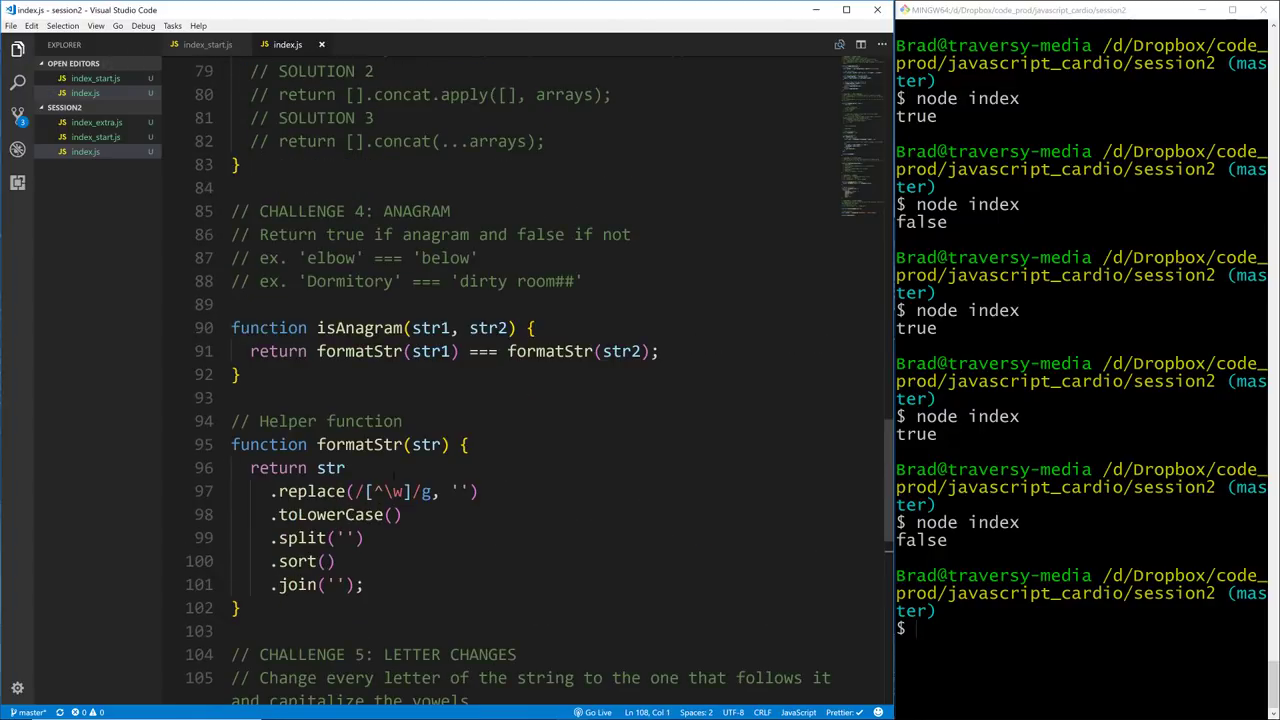 index.js - session2 - Visual Studio Code
File Edit Selection View Go Debug Tasks Help
EXPLORER
OPEN EDITORS
index_start.js U
index.js U
SESSION2
index_extra.js U
index_start.js U
index.js U
3
index_start.js index.js
79 // SOLUTION 2
80 // return [].concat.apply([], arrays);
81 // SOLUTION 3
82 // return [].concat(...arrays);
83 }
84
85 // CHALLENGE 4: ANAGRAM
86 // Return true if anagram and false if not
87 // ex. 'elbow' === 'below'
88 // ex. 'Dormitory' === 'dirty room##'
89
90 function isAnagram(str1, str2) {
91 return formatStr(str1) === formatStr(str2);
92 }
93
94 // Helper function
95 function formatStr(str) {
96 return str
97 .replace(/[^\w]/g, '')
98 .toLowerCase()
99 .split('')
100 .sort()
101 .join('');
102 }
103
104 // CHALLENGE 5: LETTER CHANGES
105 // Change every letter of the string to the one that follows it
and capitalize the vowels
master* 0 0 Go Live Ln 108, Col 1 Spaces: 2 UTF-8 CRLF JavaScript Prettier: ✓
MINGW64:/d/Dropbox/code_prod/javascript_cardio/session2
Brad@traversy-media /d/Dropbox/code_
prod/javascript_cardio/session2 (mas
ter)
$ node index
true
Brad@traversy-media /d/Dropbox/code_
prod/javascript_cardio/session2 (mas
ter)
$ node index
false
Brad@traversy-media /d/Dropbox/code_
prod/javascript_cardio/session2 (mas
ter)
$ node index
true
Brad@traversy-media /d/Dropbox/code_
prod/javascript_cardio/session2 (mas
ter)
$ node index
true
Brad@traversy-media /d/Dropbox/code_
prod/javascript_cardio/session2 (mas
ter)
$ node index
false
Brad@traversy-media /d/Dropbox/code_
prod/javascript_cardio/session2 (mas
ter)
$